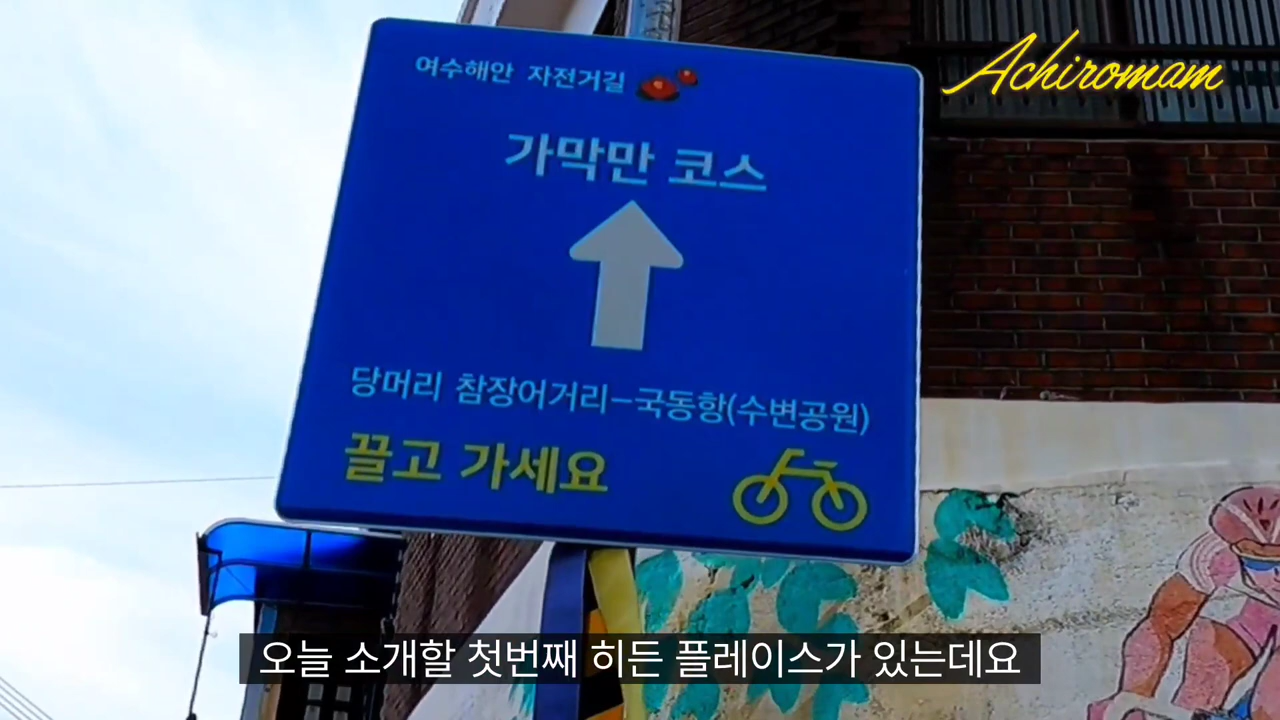 Achiromam
여수해안 자전거길
가막만 코스
당머리 참장어거리-국동항(수변공원)
끌고 가세요
오늘 소개할 첫번째 히든 플레이스가 있는데요